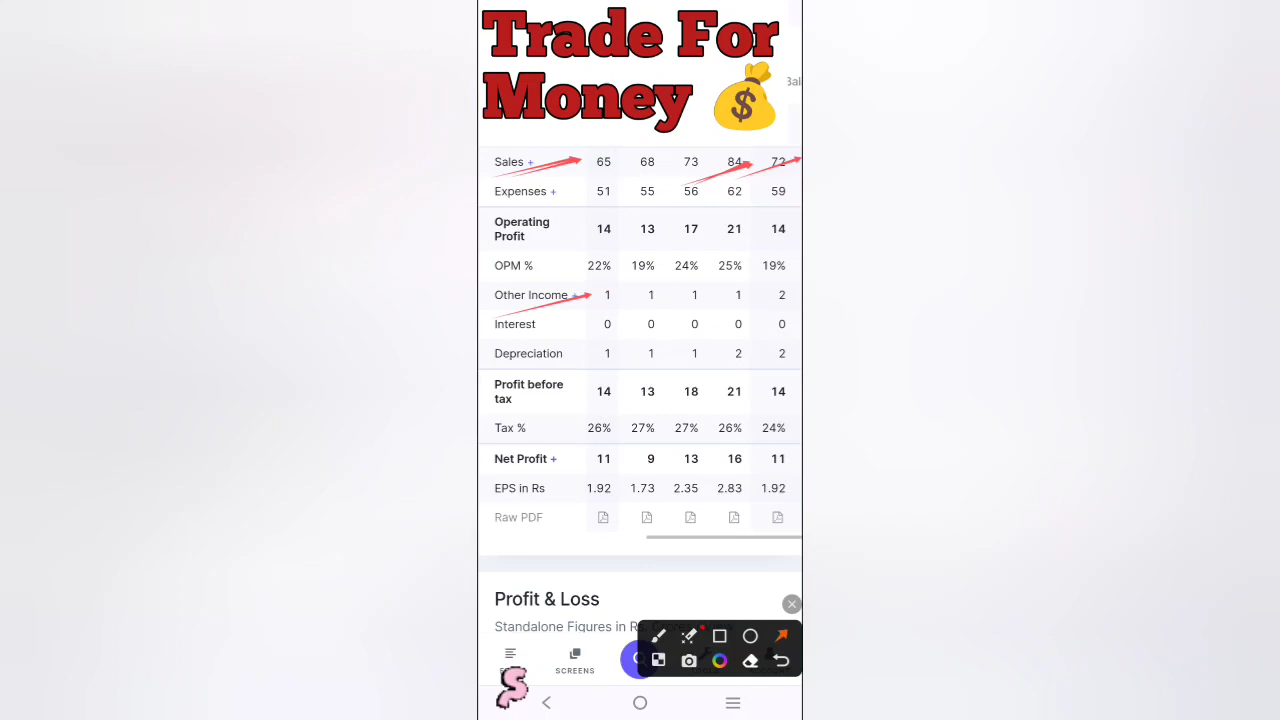 Trade For
Money
Bal
Sales + 65 68 73 84 72
Expenses + 51 55 56 62 59
Operating
Profit 14 13 17 21 14
OPM % 22% 19% 24% 25% 19%
Other Income + 1 1 1 1 2
Interest 0 0 0 0 0
Depreciation 1 1 1 2 2
Profit before
tax 14 13 18 21 14
Tax % 26% 27% 27% 26% 24%
Net Profit + 11 9 13 16 11
EPS in Rs 1.92 1.73 2.35 2.83 1.92
Raw PDF
Profit & Loss
Standalone Figures in
SCREENS